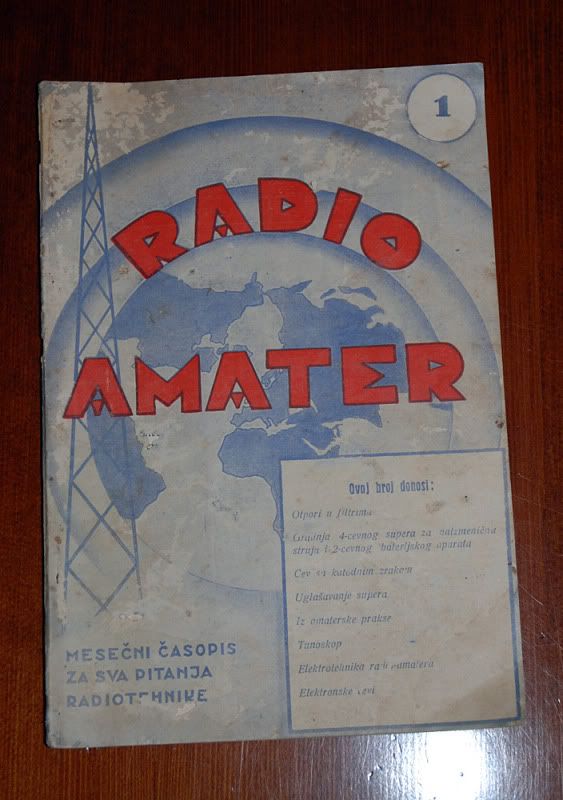 1
RADIO
AMATER
Ovaj broj donosi:
Otpori u filtrima
Gradnja 4-cevnog supera za naizmeničnu
struju i 2-cevnog baterijskog aparata
Cev sa katodnim zrakom
Uglašavanje supera
Iz amaterske prakse
Tunoskop
Elektrotehnika radioamatera
Elektronske cevi
MESEČNI ČASOPIS
ZA SVA PITANJA
RADIOTEHNIKE